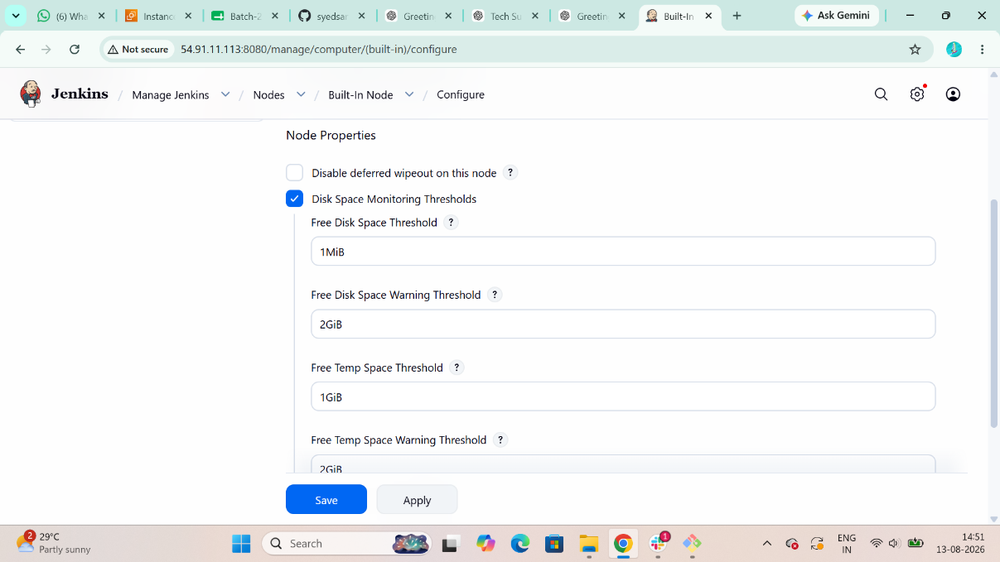 (6) Wha
Instanc
Batch-2
syedsar
Greetin
Tech Su
Greetin
Built-In
Ask Gemini
Not secure
54.91.11.113:8080/manage/computer/(built-in)/configure
Jenkins / Manage Jenkins / Nodes / Built-In Node / Configure
Node Properties
Disable deferred wipeout on this node ?
Disk Space Monitoring Thresholds
Free Disk Space Threshold ?
1MiB
Free Disk Space Warning Threshold ?
2GiB
Free Temp Space Threshold ?
1GiB
Free Temp Space Warning Threshold ?
2GiB
Save
Apply
2
29°C
Partly sunny
Search
1
ENG
IN
14:51
13-08-2026